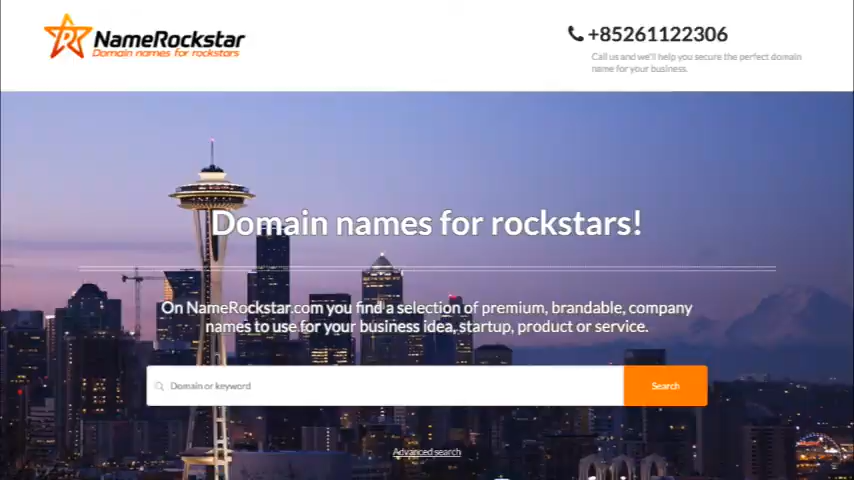 NameRockstar
Domain names for rockstars
+85261122306
Call us and we'll help you secure the perfect domain
name for your business.
Domain names for rockstars!
On NameRockstar.com you find a selection of premium, brandable, company
names to use for your business idea, startup, product or service.
Domain or keyword
Search
Advanced search